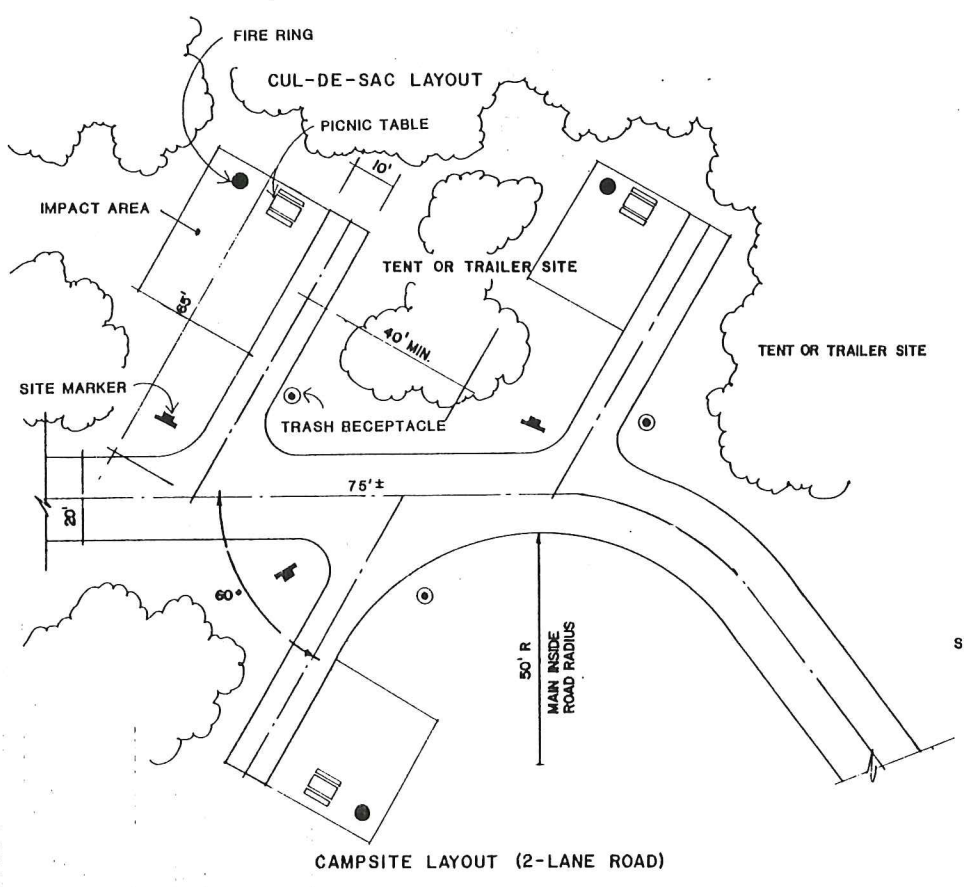 FIRE RING
CUL-DE-SAC LAYOUT
PICNIC TABLE
10'
IMPACT AREA
TENT OR TRAILER SITE
65'
40' MIN.
TENT OR TRAILER SITE
SITE MARKER
TRASH RECEPTACLE
75' ±
20'
60°
50' R
MAIN INSIDE
ROAD RADIUS
S
CAMPSITE LAYOUT (2-LANE ROAD)